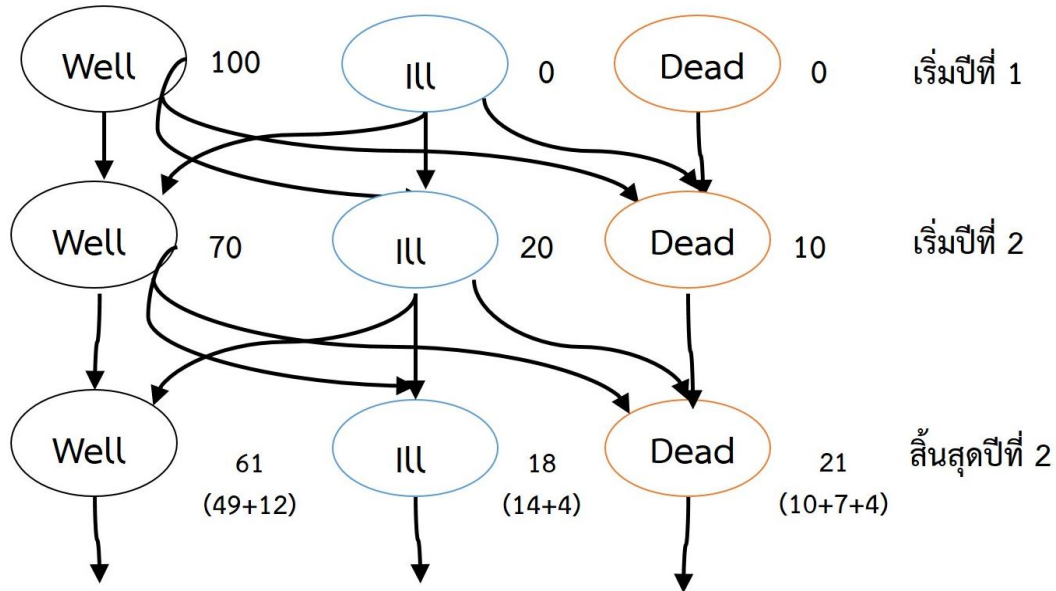 Well 100 Ill 0 Dead 0 เริ่มปีที่ 1
Well 70 Ill 20 Dead 10 เริ่มปีที่ 2
Well 61 Ill 18 Dead 21 สิ้นสุดปีที่ 2
(49+12) (14+4) (10+7+4)